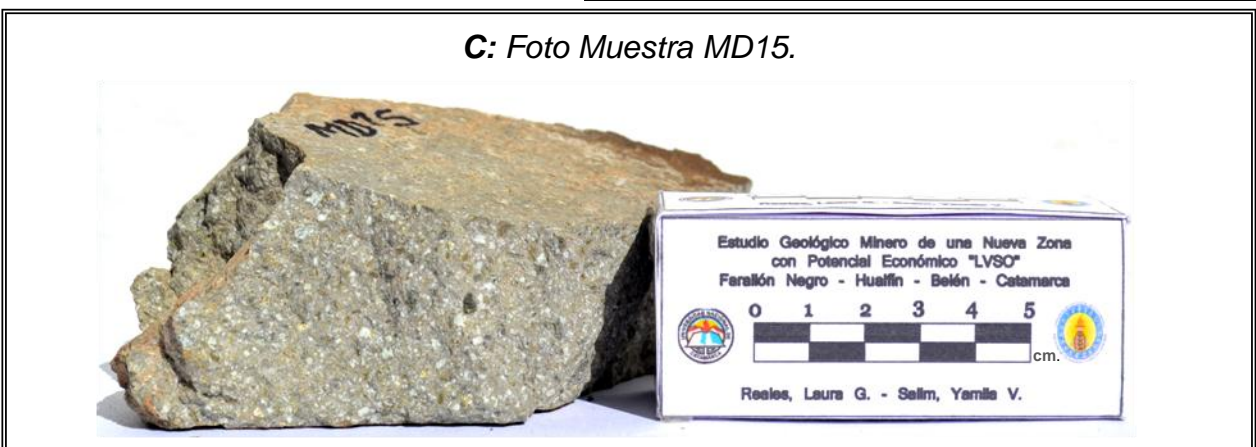 C: Foto Muestra MD15.
MD15
Estudio Geológico Minero de una Nueva Zona
con Potencial Económico "LVSO"
Farallón Negro - Hualfín - Belén - Catamarca
0 1 2 3 4 5
cm.
Reales, Laura G. - Salim, Yamila V.